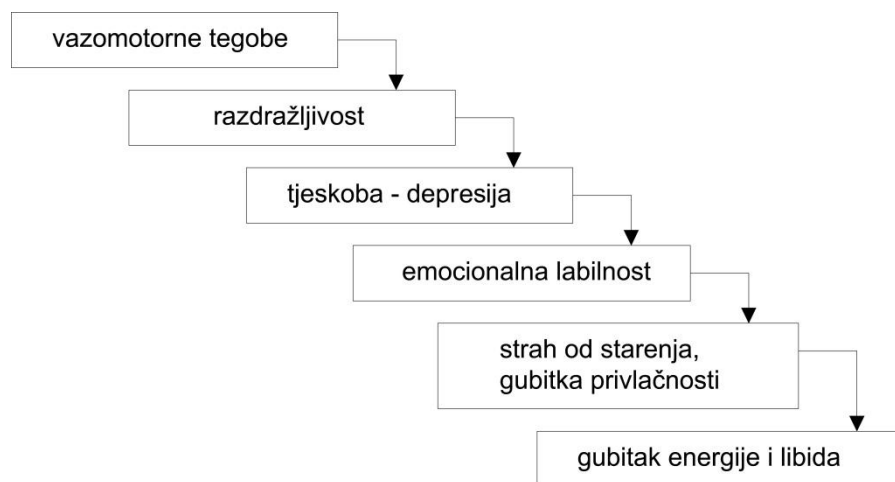 vazomotorne tegobe
razdražljivost
tjeskoba - depresija
emocionalna labilnost
strah od starenja,
gubitka privlačnosti
gubitak energije i libida